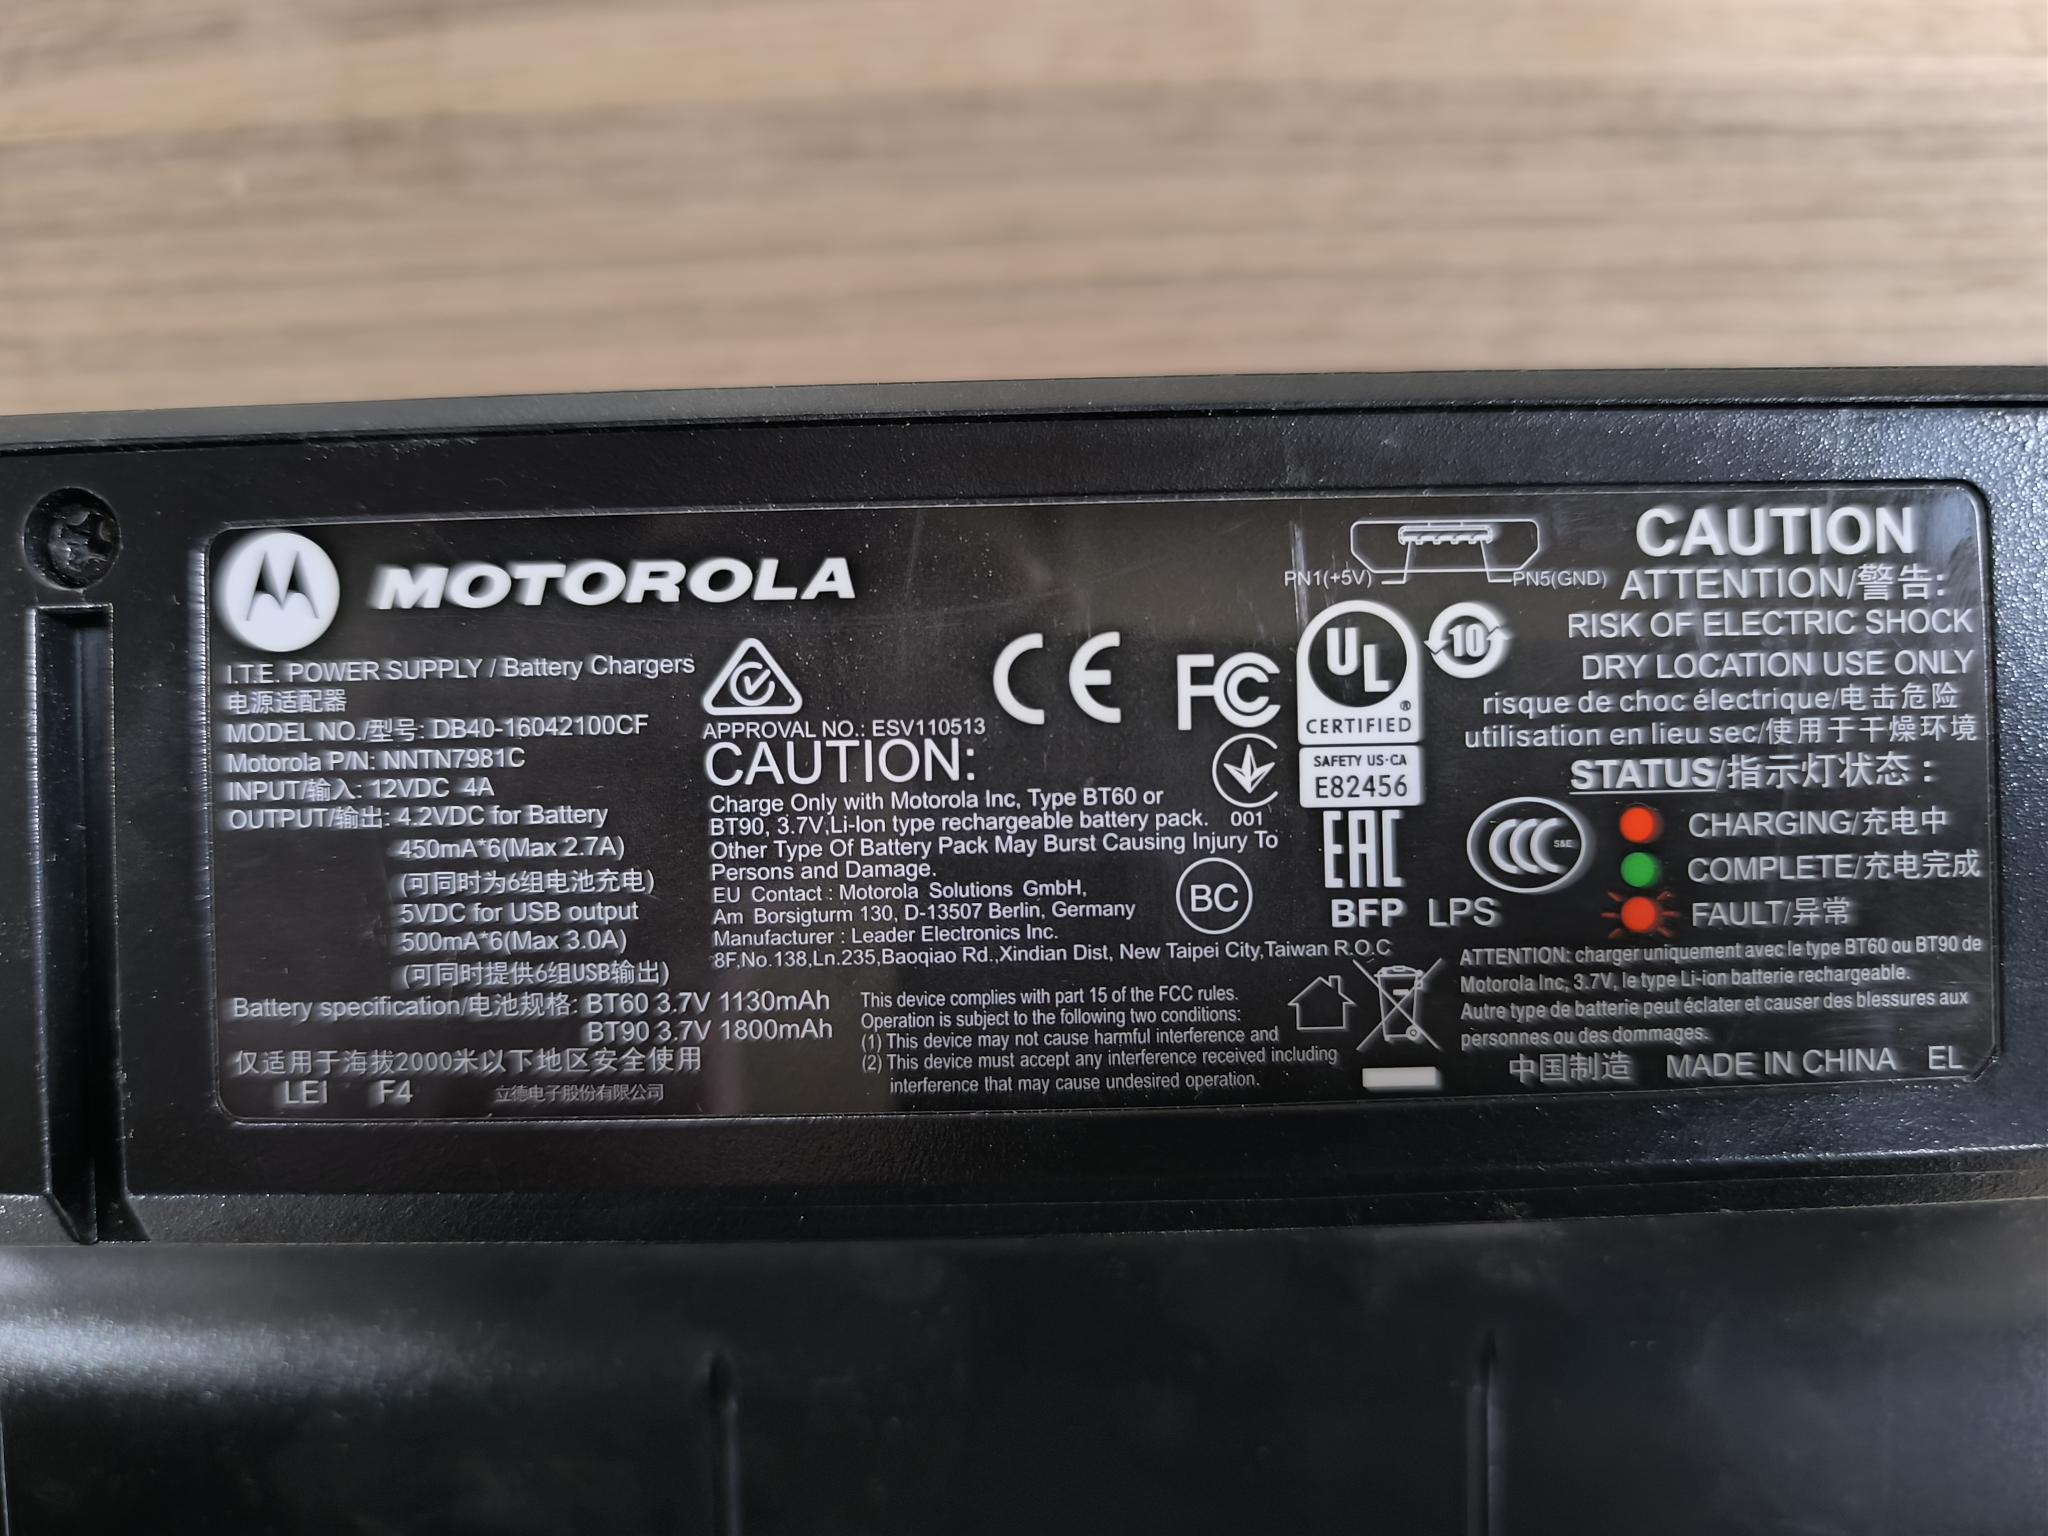 MOTOROLA
I.T.E. POWER SUPPLY / Battery Chargers
电源适配器
MODEL NO./型号: DB40-16042100CF
Motorola P/N: NNTN7981C
INPUT/输入: 12VDC 4A
OUTPUT/输出: 4.2VDC for Battery
450mA*6(Max 2.7A)
(可同时为6组电池充电)
5VDC for USB output
500mA*6(Max 3.0A)
(可同时提供6组USB输出)
Battery specification/电池规格: BT60 3.7V 1130mAh
BT90 3.7V 1800mAh
仅适用于海拔2000米以下地区安全使用
LEI F4 立德电子股份有限公司
APPROVAL NO.: ESV110513
CAUTION:
Charge Only with Motorola Inc, Type BT60 or
BT90, 3.7V,Li-Ion type rechargeable battery pack.
Other Type Of Battery Pack May Burst Causing Injury To
Persons and Damage.
EU Contact : Motorola Solutions GmbH,
Am Borsigturm 130, D-13507 Berlin, Germany
Manufacturer : Leader Electronics Inc.
8F,No.138,Ln.235,Baoqiao Rd.,Xindian Dist, New Taipei City,Taiwan R.O.C
This device complies with part 15 of the FCC rules.
Operation is subject to the following two conditions:
(1) This device may not cause harmful interference and
(2) This device must accept any interference received including
interference that may cause undesired operation.
CE
FC
001
BC
PN1(+5V) PN5(GND)
UL
®
CERTIFIED
SAFETY US·CA
E82456
10
EAC
BFP LPS
CCC S&E
CAUTION
ATTENTION/警告:
RISK OF ELECTRIC SHOCK
DRY LOCATION USE ONLY
risque de choc électrique/电击危险
utilisation en lieu sec/使用于干燥环境
STATUS/指示灯状态：
CHARGING/充电中
COMPLETE/充电完成
FAULT/异常
ATTENTION: charger uniquement avec le type BT60 ou BT90 de
Motorola Inc, 3.7V, le type Li-ion batterie rechargeable.
Autre type de batterie peut éclater et causer des blessures aux
personnes ou des dommages.
中国制造 MADE IN CHINA EL